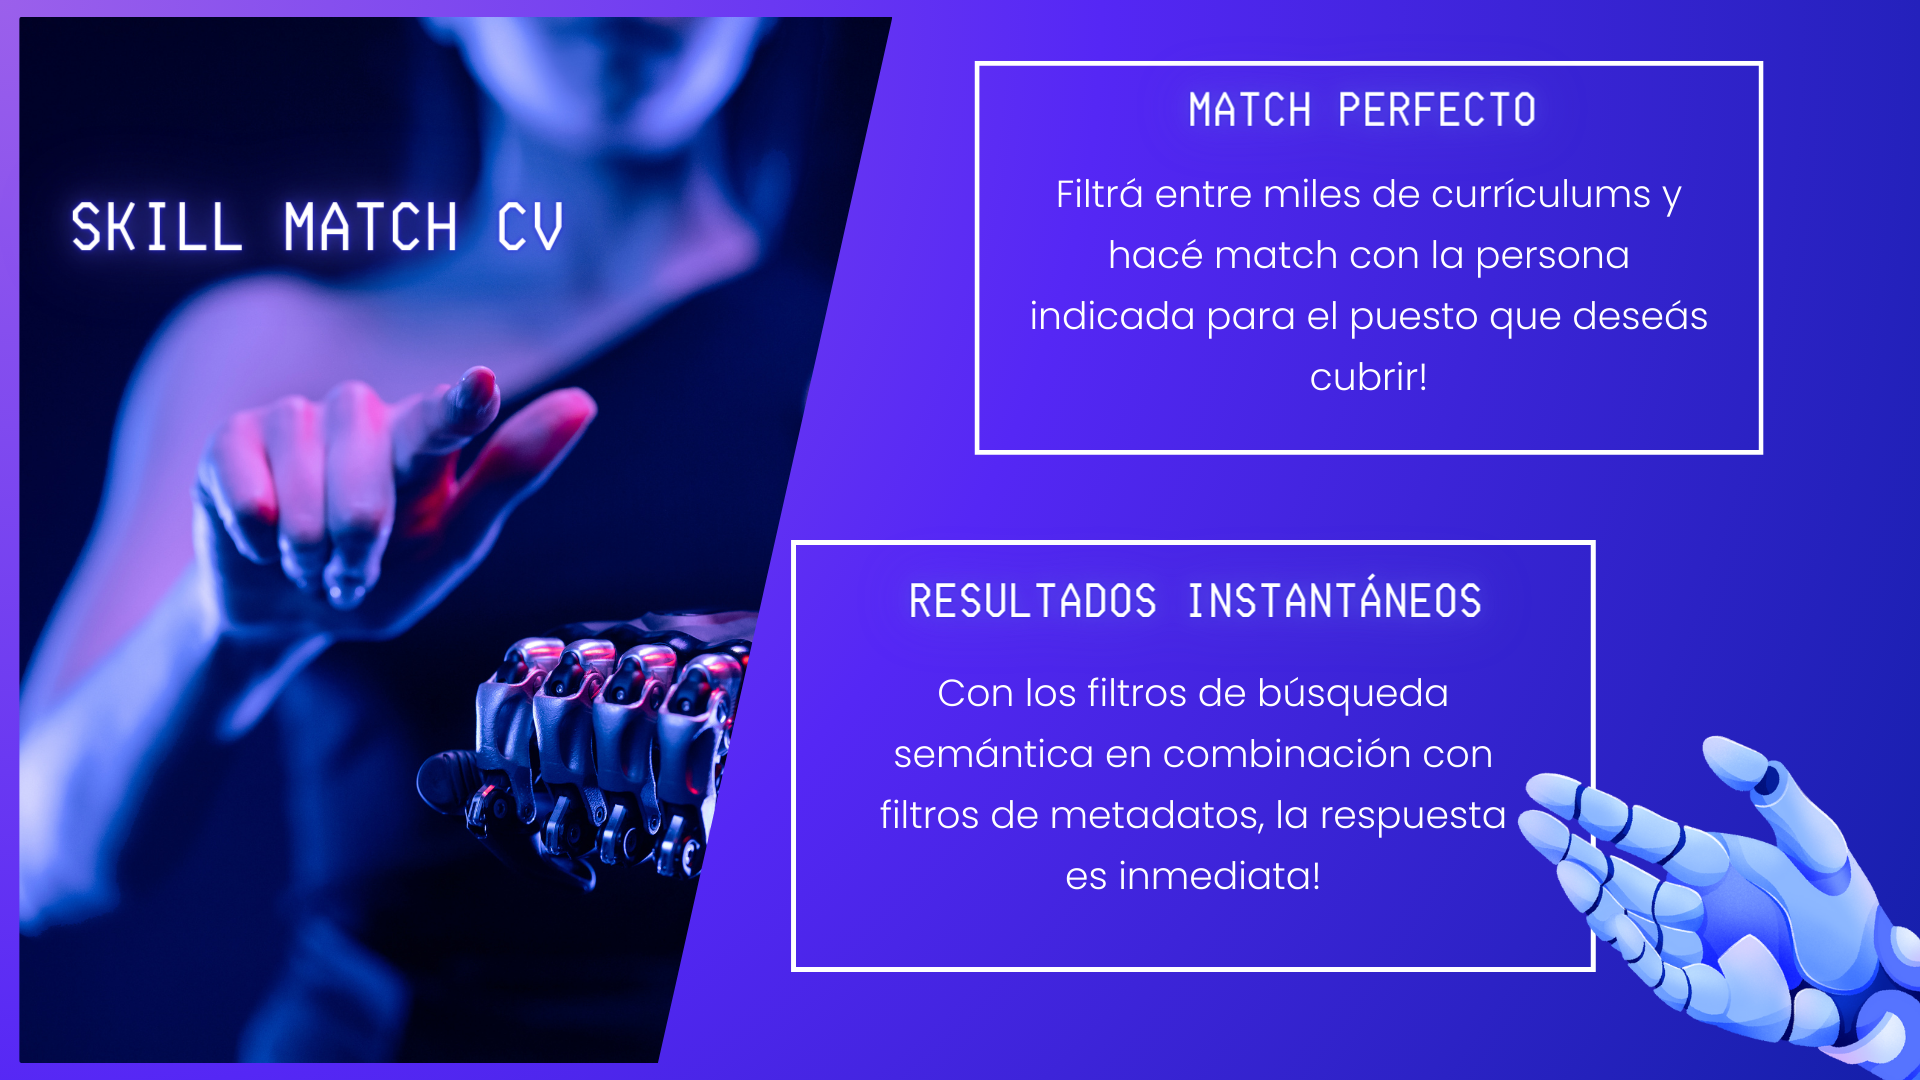 SKILL MATCH CV
MATCH PERFECTO
Filtrá entre miles de currículums y
hacé match con la persona
indicada para el puesto que deseás
cubrir!
RESULTADOS INSTANTÁNEOS
Con los filtros de búsqueda
semántica en combinación con
filtros de metadatos, la respuesta
es inmediata!